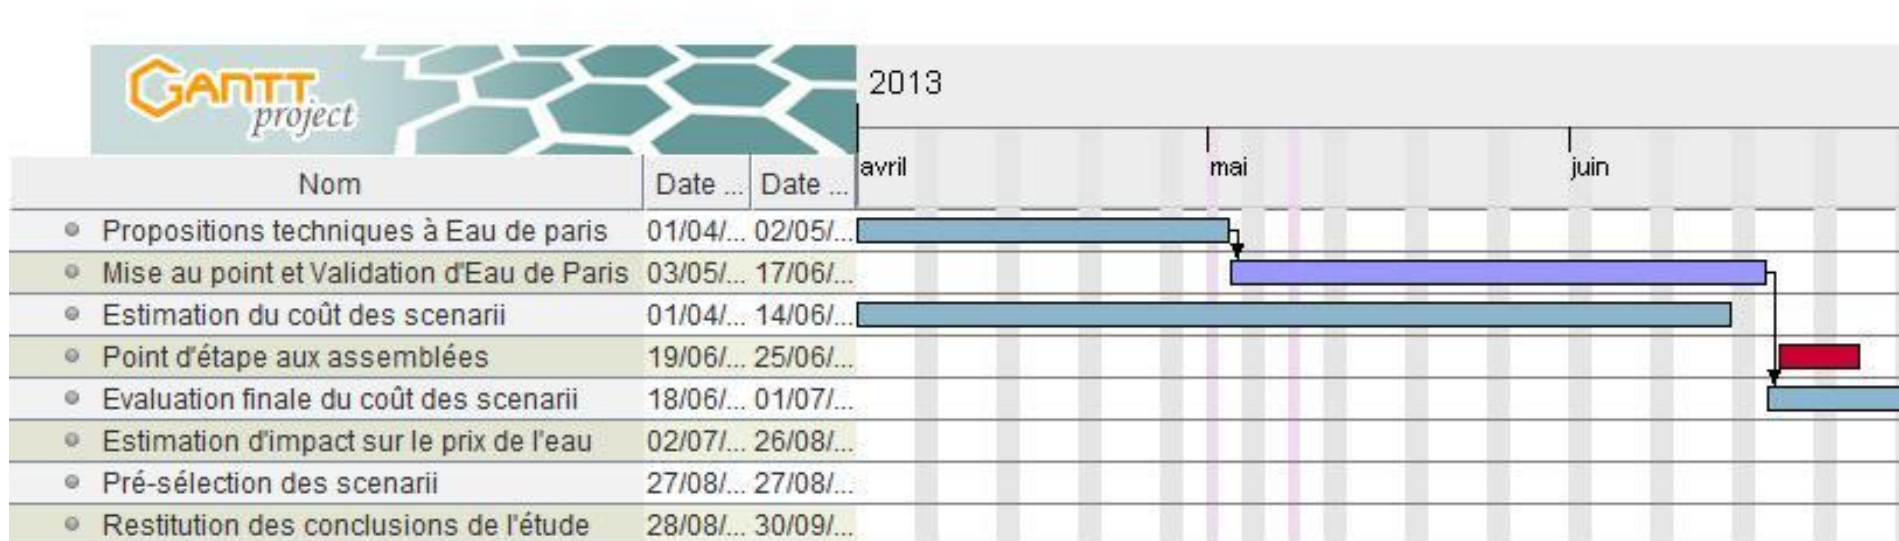 GANTT
project
2013
avril mai juin
Nom Date ... Date ...
Propositions techniques à Eau de paris 01/04/... 02/05/...
Mise au point et Validation d'Eau de Paris 03/05/... 17/06/...
Estimation du coût des scenarii 01/04/... 14/06/...
Point d'étape aux assemblées 19/06/... 25/06/...
Evaluation finale du coût des scenarii 18/06/... 01/07/...
Estimation d'impact sur le prix de l'eau 02/07/... 26/08/...
Pré-sélection des scenarii 27/08/... 27/08/...
Restitution des conclusions de l'étude 28/08/... 30/09/...